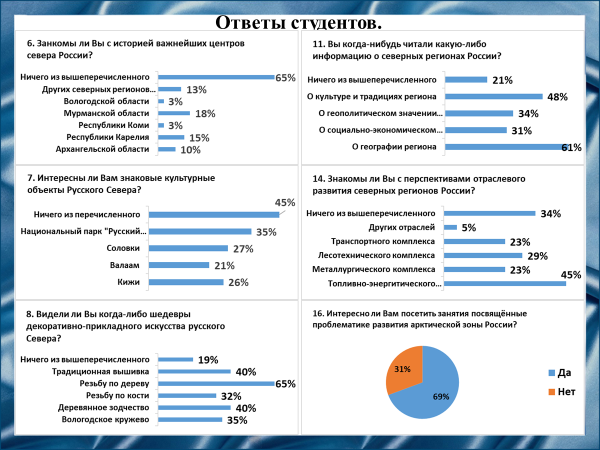 Ответы студентов.
6. Занкомы ли Вы с историей важнейших центров
севера России?
Ничего из вышеперечисленного 65%
Других северных регионов… 13%
Вологодской области 3%
Мурманской области 18%
Республики Коми 3%
Республики Карелия 15%
Архангельской области 10%
7. Интересны ли Вам знаковые культурные
объекты Русского Севера?
45%
Ничего из перечисленного
Национальный парк "Русский… 35%
Соловки 27%
Валаам 21%
Кижи 26%
8. Видели ли Вы когда-либо шедевры
декоративно-прикладного искусства русского
Севера?
Ничего из вышеперечисленного 19%
Традиционная вышивка 40%
Резьбу по дереву 65%
Резьбу по кости 32%
Деревянное зодчество 40%
Вологодское кружево 35%
11. Вы когда-нибудь читали какую-либо
информацию о северных регионах России?
Ничего из вышеперечисленного 21%
О культуре и традициях региона 48%
О геополитическом значении… 34%
О социально-экономическом… 31%
О географии региона 61%
14. Знакомы ли Вы с перспективами отраслевого
развития северных регионов России?
Ничего из вышеперечисленного 34%
Других отраслей 5%
Транспортного комплекса 23%
Лесотехнического комплекса 29%
Металлургического комплекса 23%
Топливно-энергитического… 45%
16. Интересно ли Вам посетить занятия посвящённые
проблематике развития арктической зоны России?
31%
69%
Да
Нет